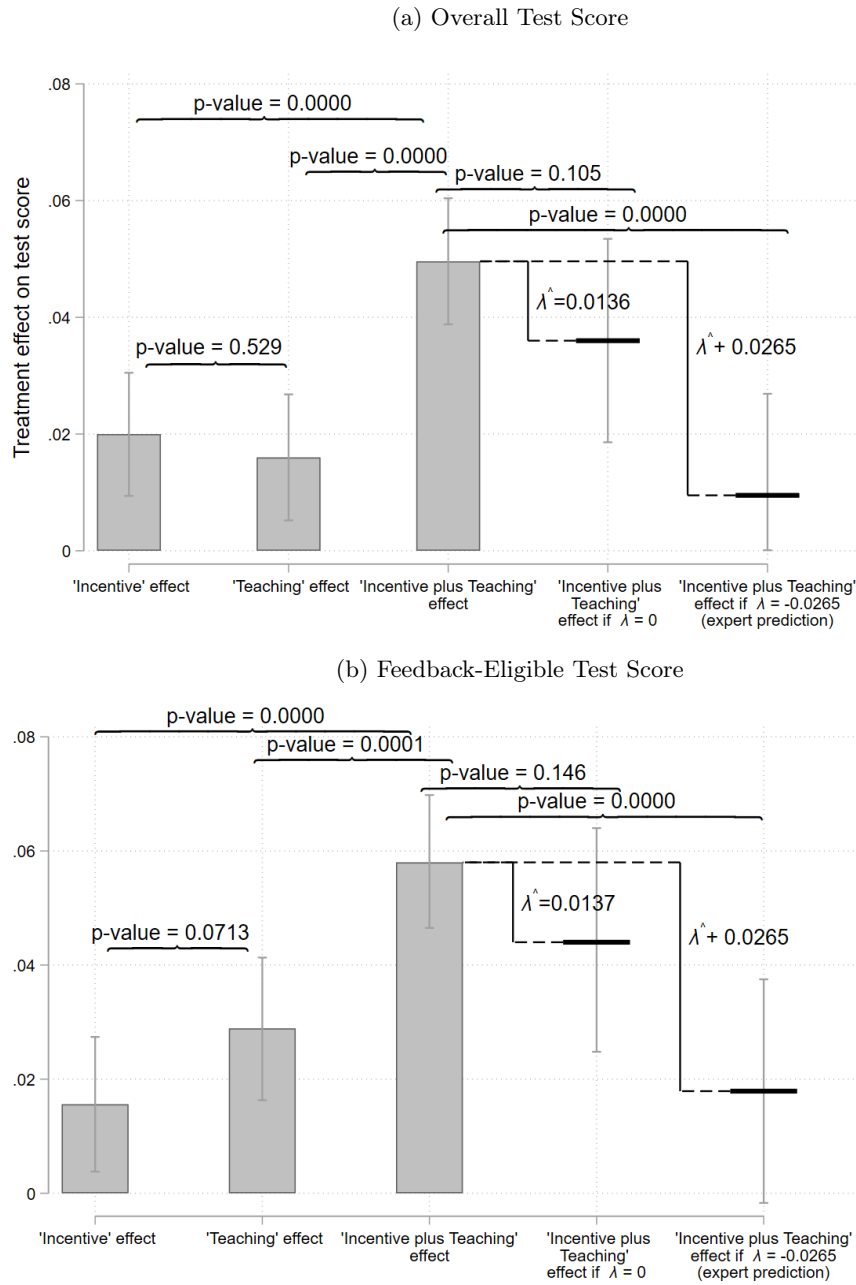 (a) Overall Test Score
Treatment effect on test score
.08
.06
.04
.02
0
p-value = 0.0000
p-value = 0.0000
p-value = 0.105
p-value = 0.0000
λ^=0.0136
p-value = 0.529
λ^+ 0.0265
'Incentive' effect
'Teaching' effect
'Incentive plus Teaching'
effect
'Incentive plus
Teaching'
effect if λ = 0
'Incentive plus Teaching'
effect if λ = -0.0265
(expert prediction)
(b) Feedback-Eligible Test Score
.08
.06
.04
.02
0
p-value = 0.0000
p-value = 0.0001
p-value = 0.146
p-value = 0.0000
λ^=0.0137
p-value = 0.0713
λ^+ 0.0265
'Incentive' effect
'Teaching' effect
'Incentive plus Teaching'
effect
'Incentive plus
Teaching'
effect if λ = 0
'Incentive plus Teaching'
effect if λ = -0.0265
(expert prediction)